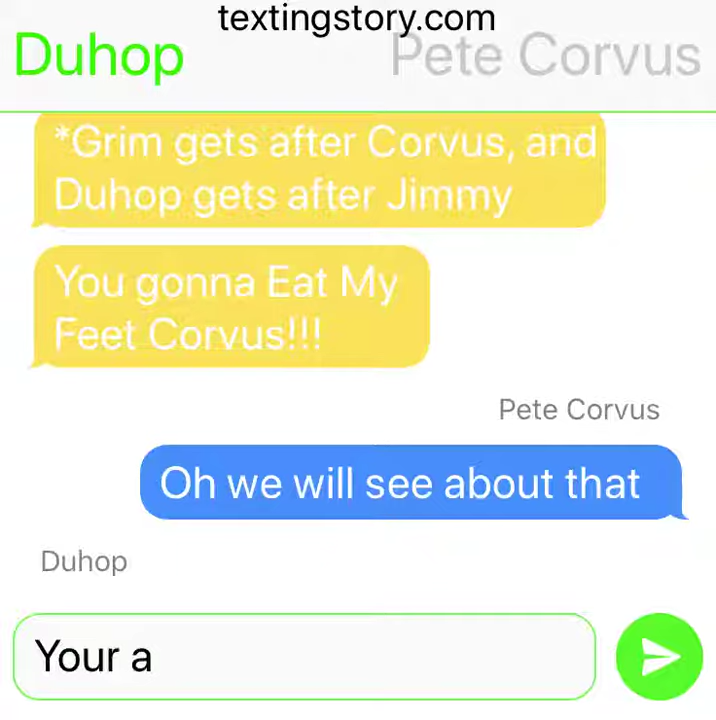 textingstory.com
Duhop
Pete Corvus
*Grim gets after Corvus, and
Duhop gets after Jimmy
You gonna Eat My
Feet Corvus!!!
Pete Corvus
Oh we will see about that
Duhop
Your a